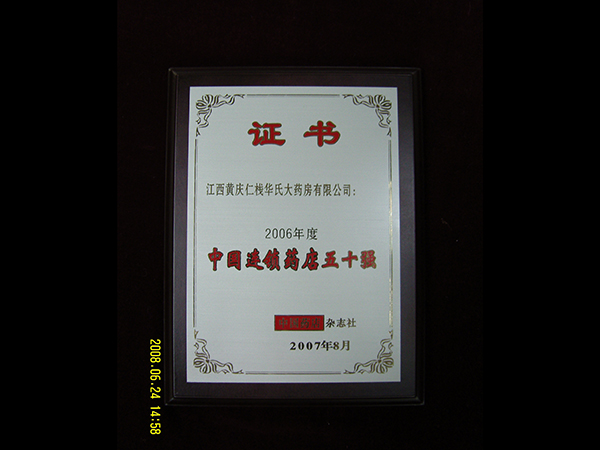 证书
江西黄庆仁栈华氏大药房有限公司:
2006年度
中国连锁药店五十强
杂志社
2007年8月
2008.06.24 14:58